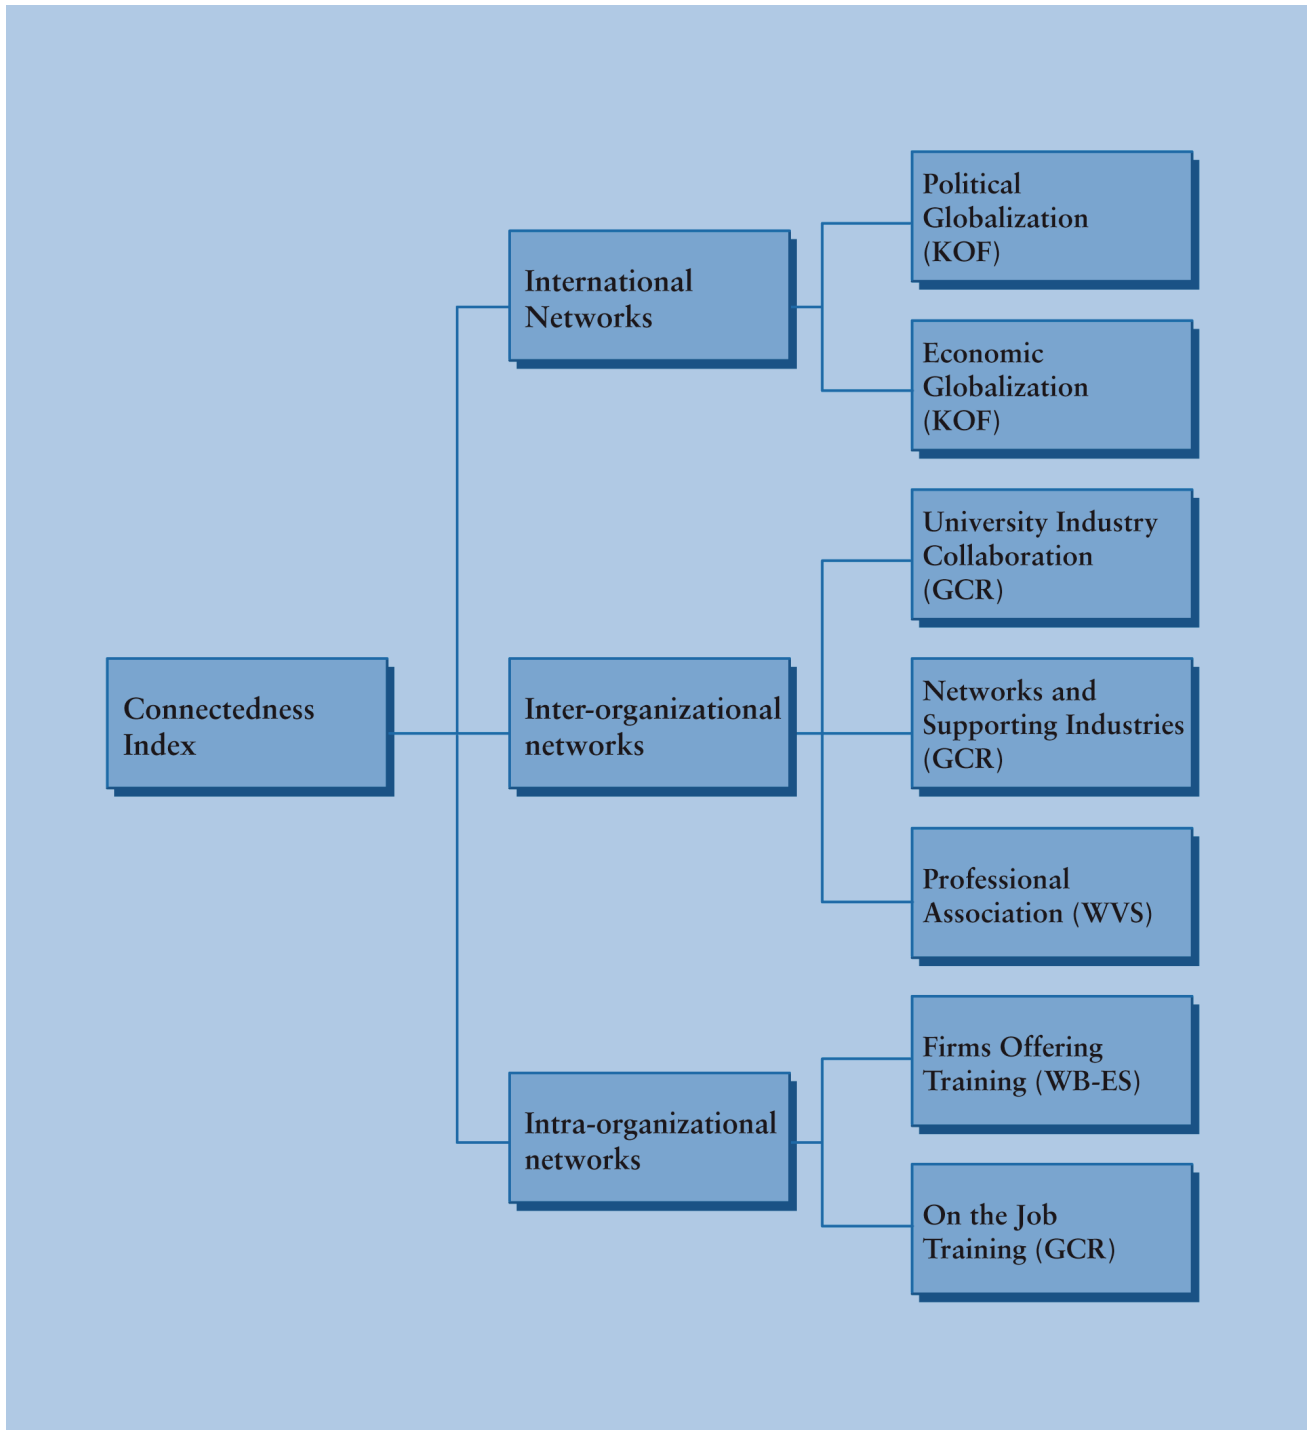 Connectedness
Index
International
Networks
Political
Globalization
(KOF)
Economic
Globalization
(KOF)
Inter-organizational
networks
University Industry
Collaboration
(GCR)
Networks and
Supporting Industries
(GCR)
Professional
Association (WVS)
Intra-organizational
networks
Firms Offering
Training (WB-ES)
On the Job
Training (GCR)